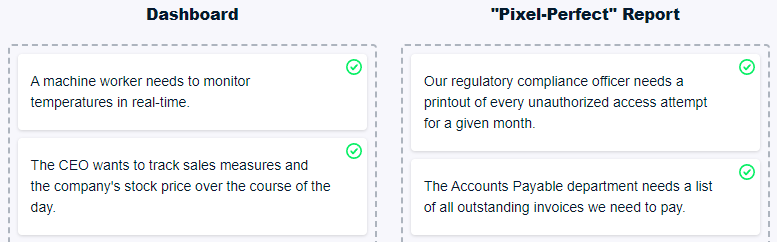 Dashboard
A machine worker needs to monitor
temperatures in real-time.
The CEO wants to track sales measures and
the company's stock price over the course of the
day.
"Pixel-Perfect" Report
Our regulatory compliance officer needs a
printout of every unauthorized access attempt
for a given month.
The Accounts Payable department needs a list
of all outstanding invoices we need to pay.